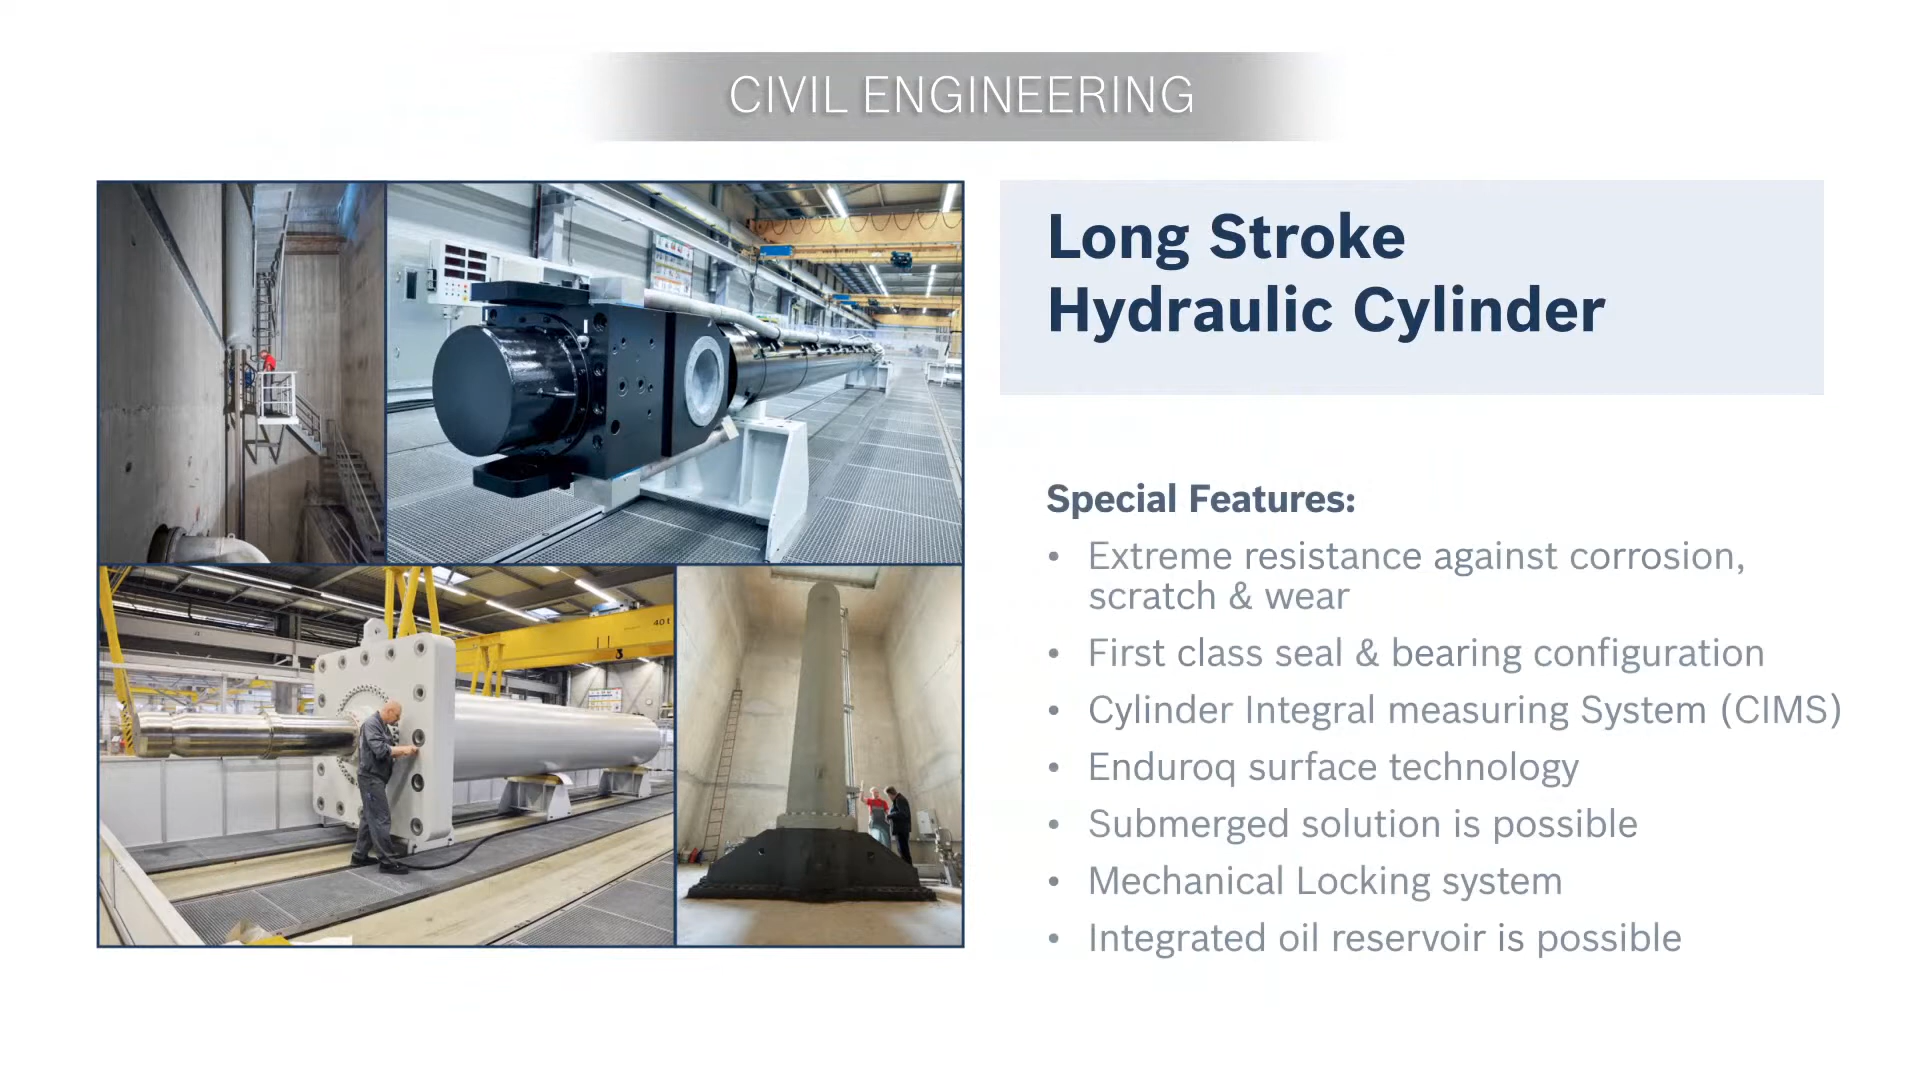 CIVIL ENGINEERING
Long Stroke
Hydraulic Cylinder
Special Features:
• Extreme resistance against corrosion,
scratch & wear
• First class seal & bearing configuration
• Cylinder Integral measuring System (CIMS)
• Enduroq surface technology
• Submerged solution is possible
• Mechanical Locking system
• Integrated oil reservoir is possible
40 t
3